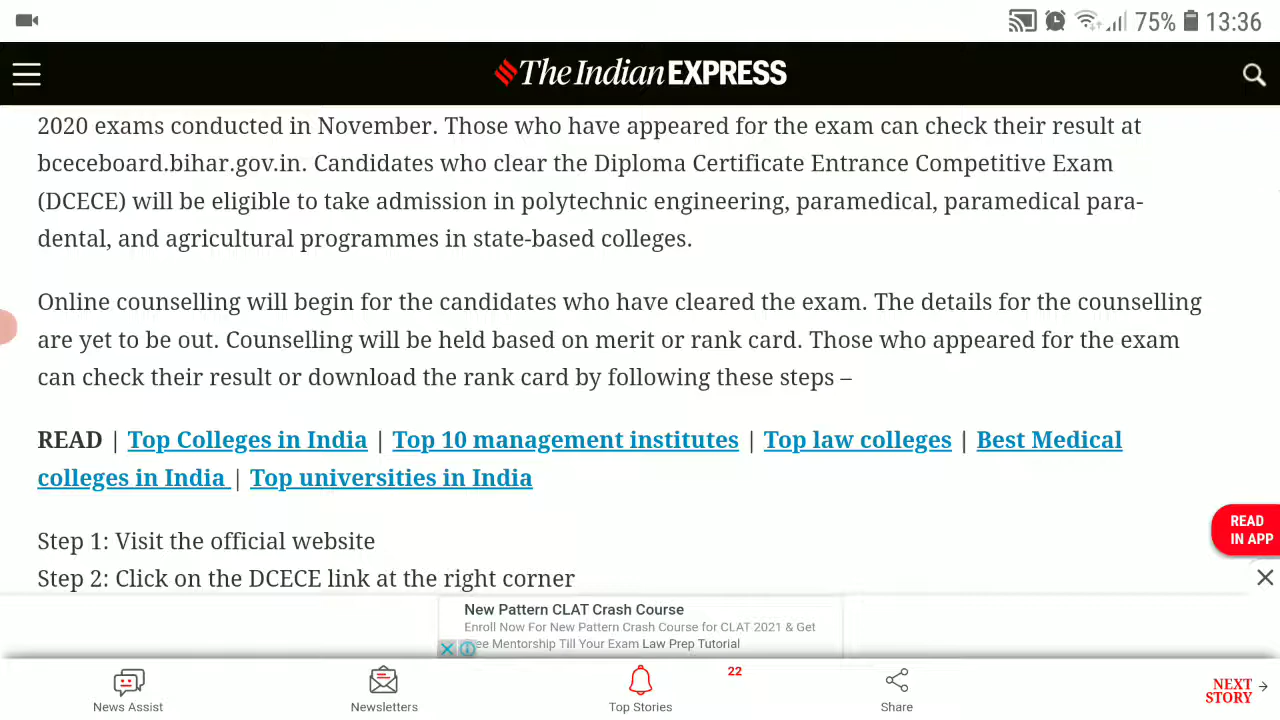 75% 13:36
The Indian EXPRESS
2020 exams conducted in November. Those who have appeared for the exam can check their result at
bceceboard.bihar.gov.in. Candidates who clear the Diploma Certificate Entrance Competitive Exam
(DCECE) will be eligible to take admission in polytechnic engineering, paramedical, paramedical para-
dental, and agricultural programmes in state-based colleges.
Online counselling will begin for the candidates who have cleared the exam. The details for the counselling
are yet to be out. Counselling will be held based on merit or rank card. Those who appeared for the exam
can check their result or download the rank card by following these steps –
READ | Top Colleges in India | Top 10 management institutes | Top law colleges | Best Medical
colleges in India | Top universities in India
READ
IN APP
Step 1: Visit the official website
Step 2: Click on the DCECE link at the right corner
New Pattern CLAT Crash Course
Enroll Now For New Pattern Crash Course for CLAT 2021 & Get
ee Mentorship Till Your Exam Law Prep Tutorial
22
News Assist Newsletters Top Stories Share
NEXT
STORY